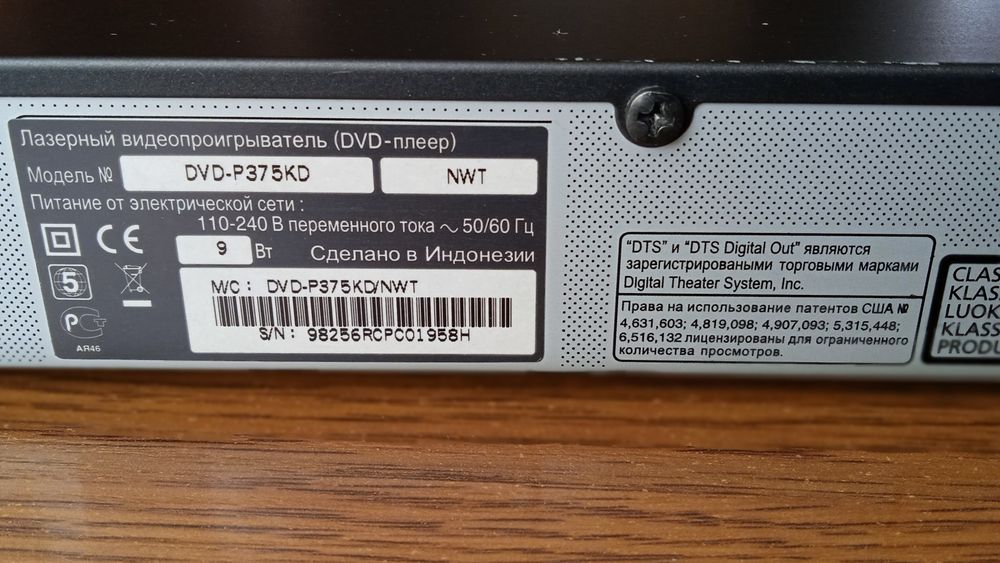 Лазерный видеопроигрыватель (DVD-плеер)
Модель № DVD-P375KD NWT
Питание от электрической сети :
110-240 В переменного тока ~ 50/60 Гц
9 Вт Сделано в Индонезии
CE
5
АЯ46
M/C : DVD-P375KD/NWT
S/N : 98256RCPC01958H
"DTS" и "DTS Digital Out" являются
зарегистрироваными торговыми марками
Digital Theater System, Inc.
Права на использование патентов США №
4,631,603; 4,819,098; 4,907,093; 5,315,448;
6,516,132 лицензированы для ограниченного
количества просмотров.
CLAS
KLAS
LUOK
KLASS
PRODU